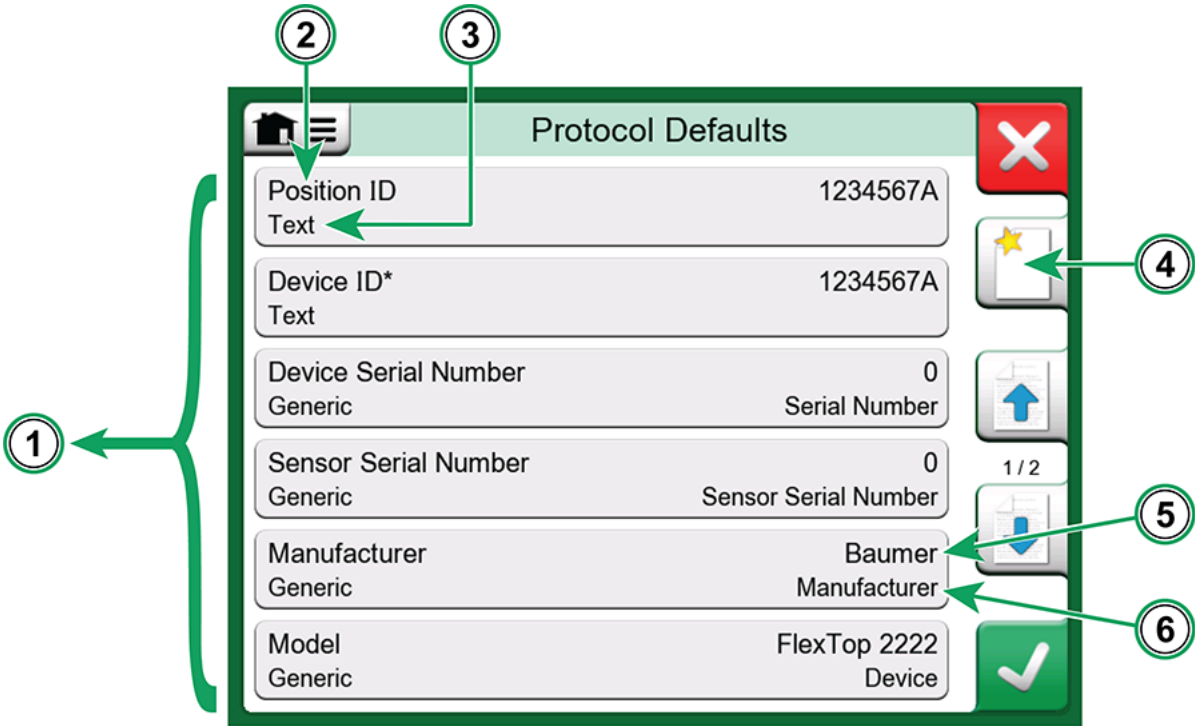 2
3
Protocol Defaults
Position ID 1234567A
Text
4
Device ID* 1234567A
Text
Device Serial Number 0
Generic Serial Number
1
Sensor Serial Number 0
1 / 2
Generic Sensor Serial Number
5
Manufacturer Baumer
Generic Manufacturer
6
Model FlexTop 2222
Generic Device